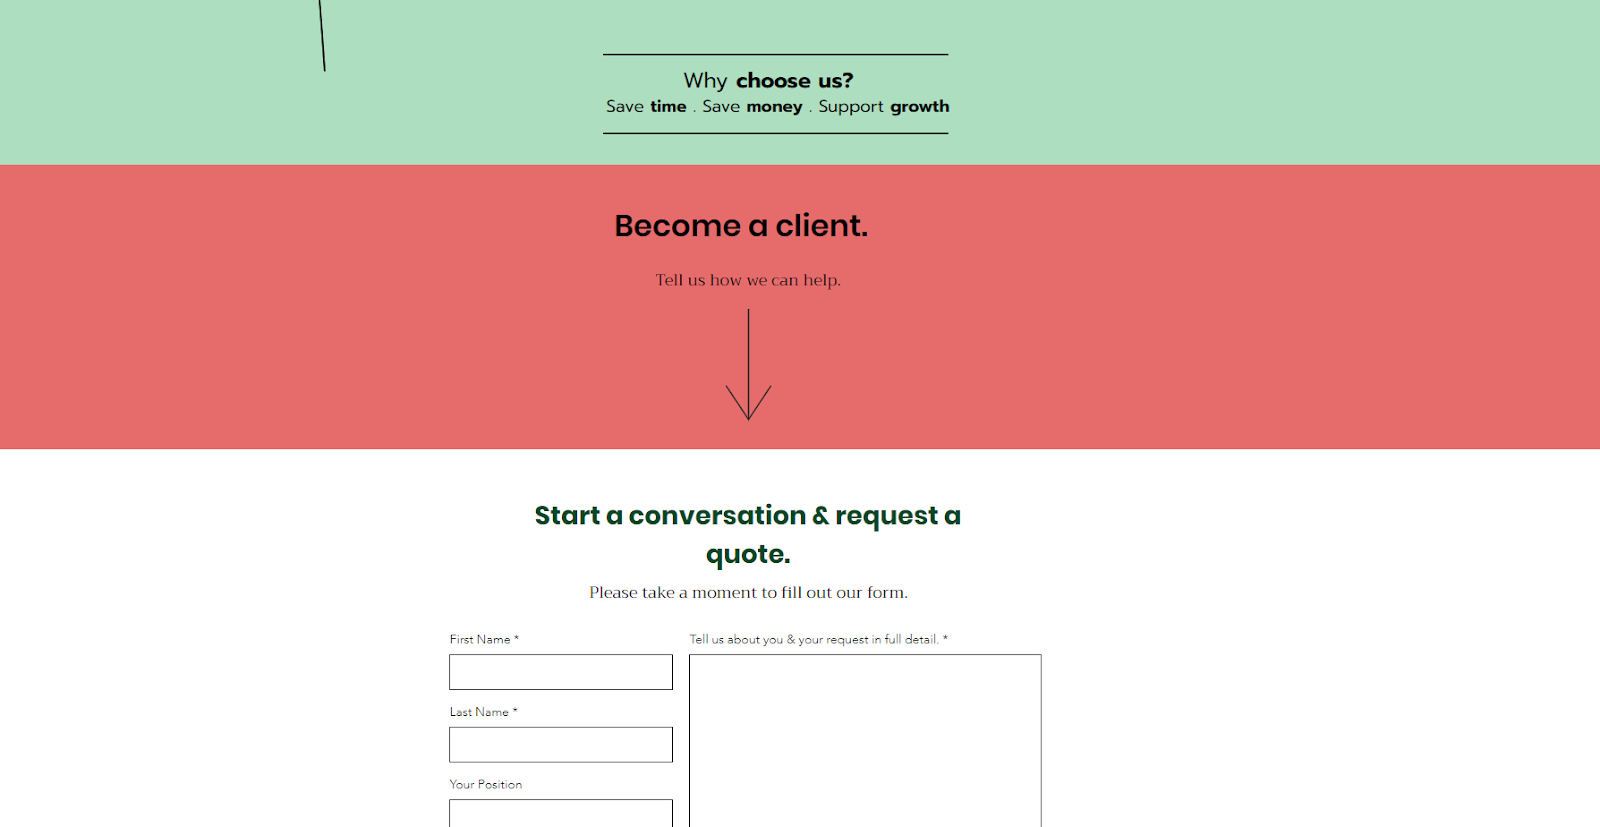 Why choose us?
Save time . Save money . Support growth
Become a client.
Tell us how we can help.
Start a conversation & request a
quote.
Please take a moment to fill out our form.
First Name *
Tell us about you & your request in full detail. *
Last Name *
Your Position